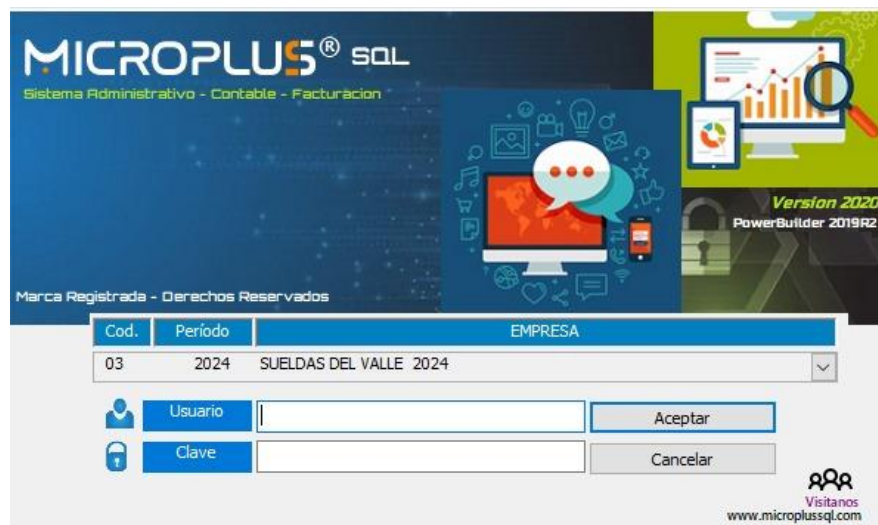 MICROPLUS® SQL
Sistema Administrativo - Contable - Facturacion
Version 2020
PowerBuilder 2019R2
Marca Registrada - Derechos Reservados
Cod. Período EMPRESA
03 2024 SUELDAS DEL VALLE 2024
Usuario Aceptar
Clave Cancelar
Visitanos
www.microplussql.com